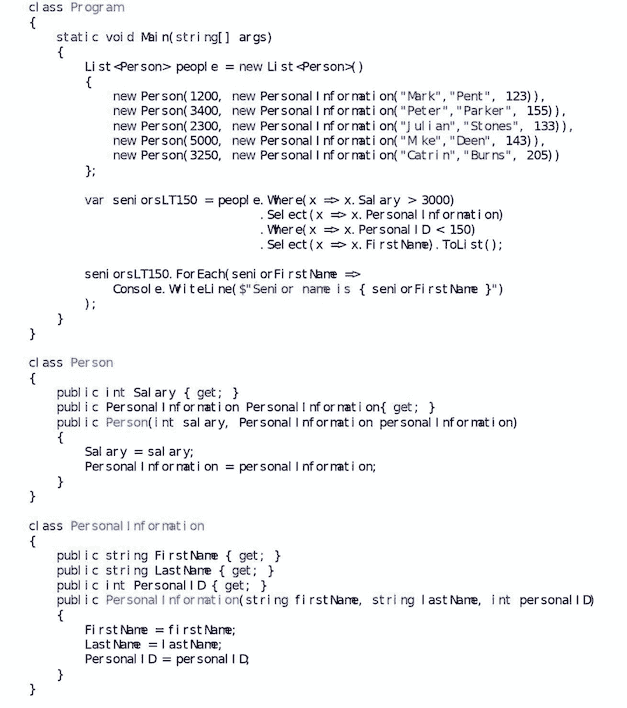 class Program
{
    static void Main(string[] args)
    {
        List<Person> people = new List<Person>()
        {
            new Person(1200, new PersonalInformation("Mark","Pent", 123)),
            new Person(3400, new PersonalInformation("Peter","Parker", 155)),
            new Person(2300, new PersonalInformation("Julian","Stones", 133)),
            new Person(5000, new PersonalInformation("Mike","Deen", 143)),
            new Person(3250, new PersonalInformation("Catrin","Burns", 205))
        };

        var seniorsLT150 = people.Where(x => x.Salary > 3000)
                                 .Select(x => x.PersonalInformation)
                                 .Where(x => x.PersonalID < 150)
                                 .Select(x => x.FirstName).ToList();

        seniorsLT150.ForEach(seniorFirstName =>
            Console.WriteLine($"Senior name is { seniorFirstName }")
        );
    }
}

class Person
{
    public int Salary { get; }
    public PersonalInformation PersonalInformation{ get; }
    public Person(int salary, PersonalInformation personalInformation)
    {
        Salary = salary;
        PersonalInformation = personalInformation;
    }
}

class PersonalInformation
{
    public string FirstName { get; }
    public string LastName { get; }
    public int PersonalID { get; }
    public PersonalInformation(string firstName, string lastName, int personalID)
    {
        FirstName = firstName;
        LastName = lastName;
        PersonalID = personalID;
    }
}